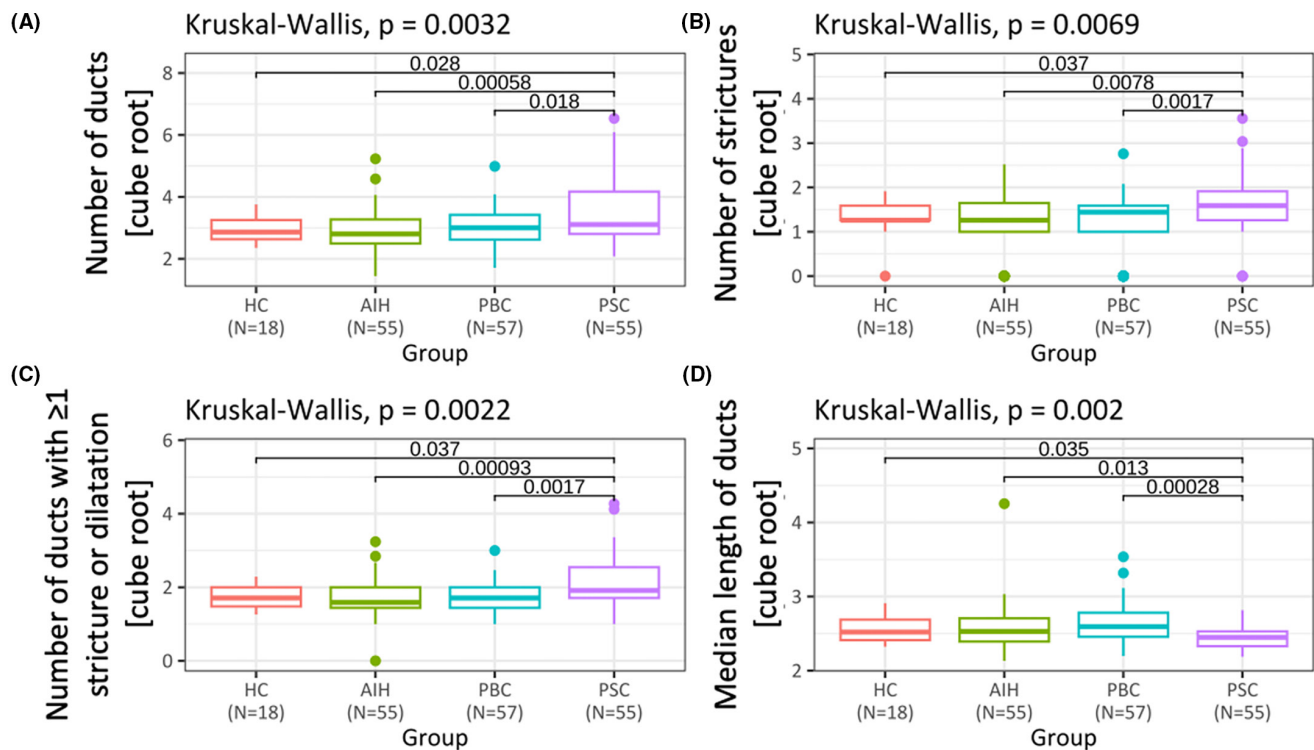 (A)
Kruskal-Wallis, p = 0.0032
Number of ducts
[cube root]
8
6
4
2
0.028
0.00058
0.018
HC
(N=18)
AIH
(N=55)
PBC
(N=57)
PSC
(N=55)
Group
(B)
Kruskal-Wallis, p = 0.0069
Number of strictures
[cube root]
5
4
3
2
1
0
0.037
0.0078
0.0017
HC
(N=18)
AIH
(N=55)
PBC
(N=57)
PSC
(N=55)
Group
(C)
Kruskal-Wallis, p = 0.0022
Number of ducts with ≥1
stricture or dilatation
[cube root]
6
4
2
0
0.037
0.00093
0.0017
HC
(N=18)
AIH
(N=55)
PBC
(N=57)
PSC
(N=55)
Group
(D)
Kruskal-Wallis, p = 0.002
Median length of ducts
[cube root]
5
4
3
2
0.035
0.013
0.00028
HC
(N=18)
AIH
(N=55)
PBC
(N=57)
PSC
(N=55)
Group